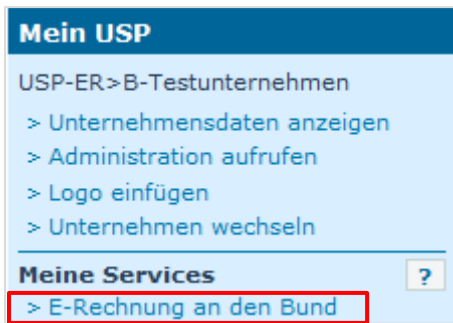 Mein USP
USP-ER>B-Testunternehmen
> Unternehmensdaten anzeigen
> Administration aufrufen
> Logo einfügen
> Unternehmen wechseln
Meine Services ?
> E-Rechnung an den Bund